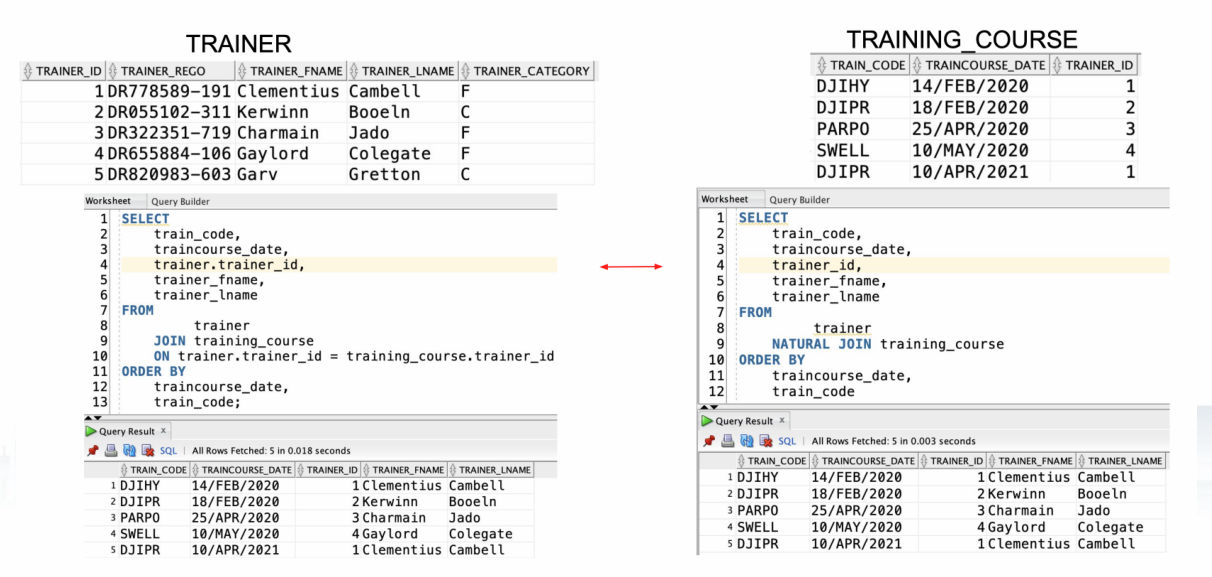 TRAINER
TRAINER_ID TRAINER_REGO TRAINER_FNAME TRAINER_LNAME TRAINER_CATEGORY
1 DR778589-191 Clementius Cambell F
2 DR055102-311 Kerwinn Booeln C
3 DR322351-719 Charmain Jado F
4 DR655884-106 Gaylord Colegate F
5 DR820983-603 Garv Gretton C
Worksheet Query Builder
1 SELECT
2 train_code,
3 traincourse_date,
4 trainer.trainer_id,
5 trainer_fname,
6 trainer_lname
7 FROM
8 trainer
9 JOIN training_course
10 ON trainer.trainer_id = training_course.trainer_id
11 ORDER BY
12 traincourse_date,
13 train_code;
Query Result x
SQL | All Rows Fetched: 5 in 0.018 seconds
TRAIN_CODE TRAINCOURSE_DATE TRAINER_ID TRAINER_FNAME TRAINER_LNAME
1 DJIHY 14/FEB/2020 1 Clementius Cambell
2 DJIPR 18/FEB/2020 2 Kerwinn Booeln
3 PARPO 25/APR/2020 3 Charmain Jado
4 SWELL 10/MAY/2020 4 Gaylord Colegate
5 DJIPR 10/APR/2021 1 Clementius Cambell
TRAINING_COURSE
TRAIN_CODE TRAINCOURSE_DATE TRAINER_ID
DJIHY 14/FEB/2020 1
DJIPR 18/FEB/2020 2
PARPO 25/APR/2020 3
SWELL 10/MAY/2020 4
DJIPR 10/APR/2021 1
Worksheet Query Builder
1 SELECT
2 train_code,
3 traincourse_date,
4 trainer_id,
5 trainer_fname,
6 trainer_lname
7 FROM
8 trainer
9 NATURAL JOIN training_course
10 ORDER BY
11 traincourse_date,
12 train_code
Query Result x
SQL | All Rows Fetched: 5 in 0.003 seconds
TRAIN_CODE TRAINCOURSE_DATE TRAINER_ID TRAINER_FNAME TRAINER_LNAME
1 DJIHY 14/FEB/2020 1 Clementius Cambell
2 DJIPR 18/FEB/2020 2 Kerwinn Booeln
3 PARPO 25/APR/2020 3 Charmain Jado
4 SWELL 10/MAY/2020 4 Gaylord Colegate
5 DJIPR 10/APR/2021 1 Clementius Cambell